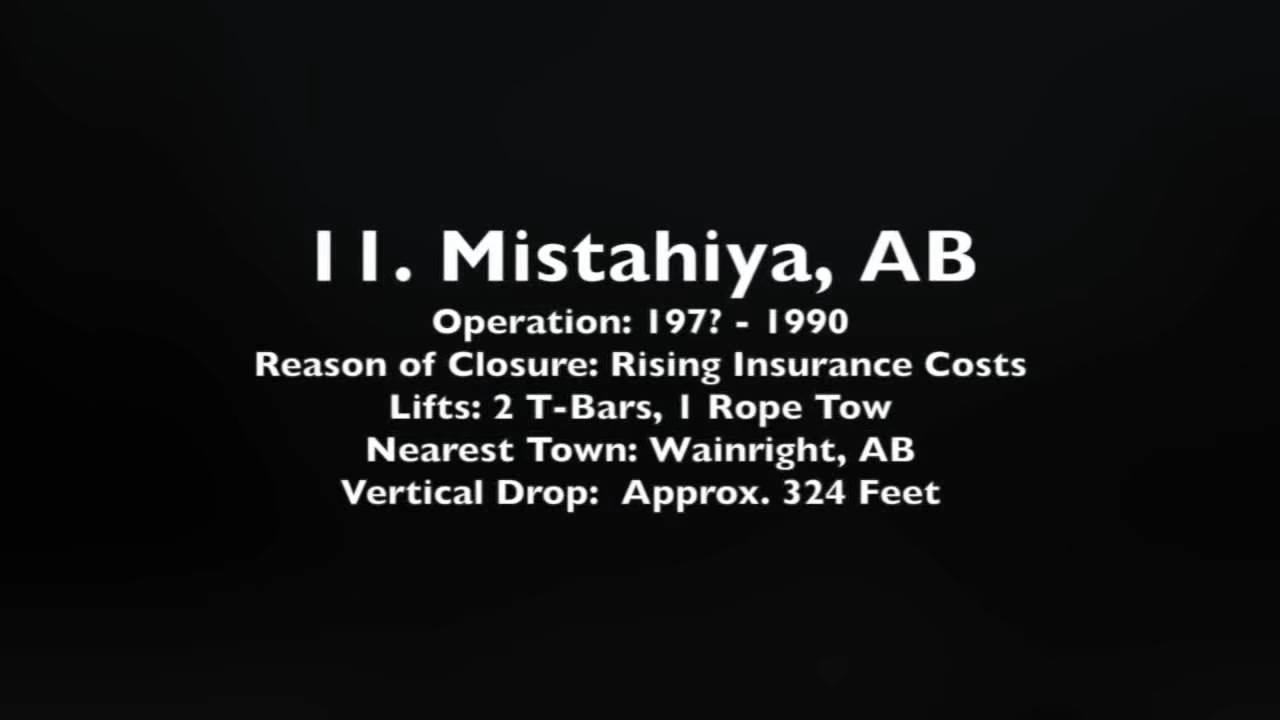 11. Mistahiya, AB
Operation: 197? - 1990
Reason of Closure: Rising Insurance Costs
Lifts: 2 T-Bars, 1 Rope Tow
Nearest Town: Wainright, AB
Vertical Drop:  Approx. 324 Feet